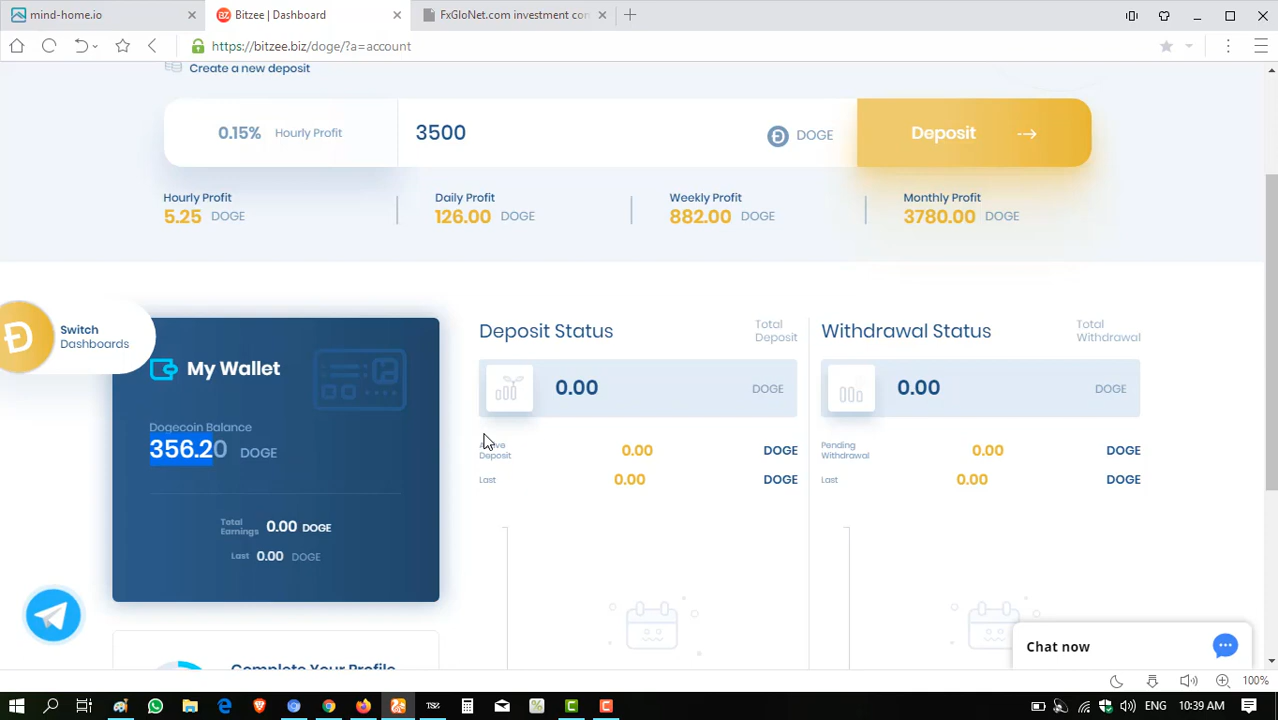 mind-home.io
Bitzee | Dashboard
FxGloNet.com investment con
https://bitzee.biz/doge/?a=account
Create a new deposit
0.15% Hourly Profit
3500
DOGE
Deposit
Hourly Profit
5.25 DOGE
Daily Profit
126.00 DOGE
Weekly Profit
882.00 DOGE
Monthly Profit
3780.00 DOGE
Switch
Dashboards
My Wallet
Dogecoin Balance
356.20 DOGE
Total
Earnings
0.00 DOGE
Last 0.00 DOGE
Deposit Status
Total
Deposit
0.00 DOGE
Deposit
0.00 DOGE
Last 0.00 DOGE
Withdrawal Status
Total
Withdrawal
0.00 DOGE
Pending
Withdrawal
0.00 DOGE
Last 0.00 DOGE
Complete Your Profile
Chat now
100%
ENG 10:39 AM